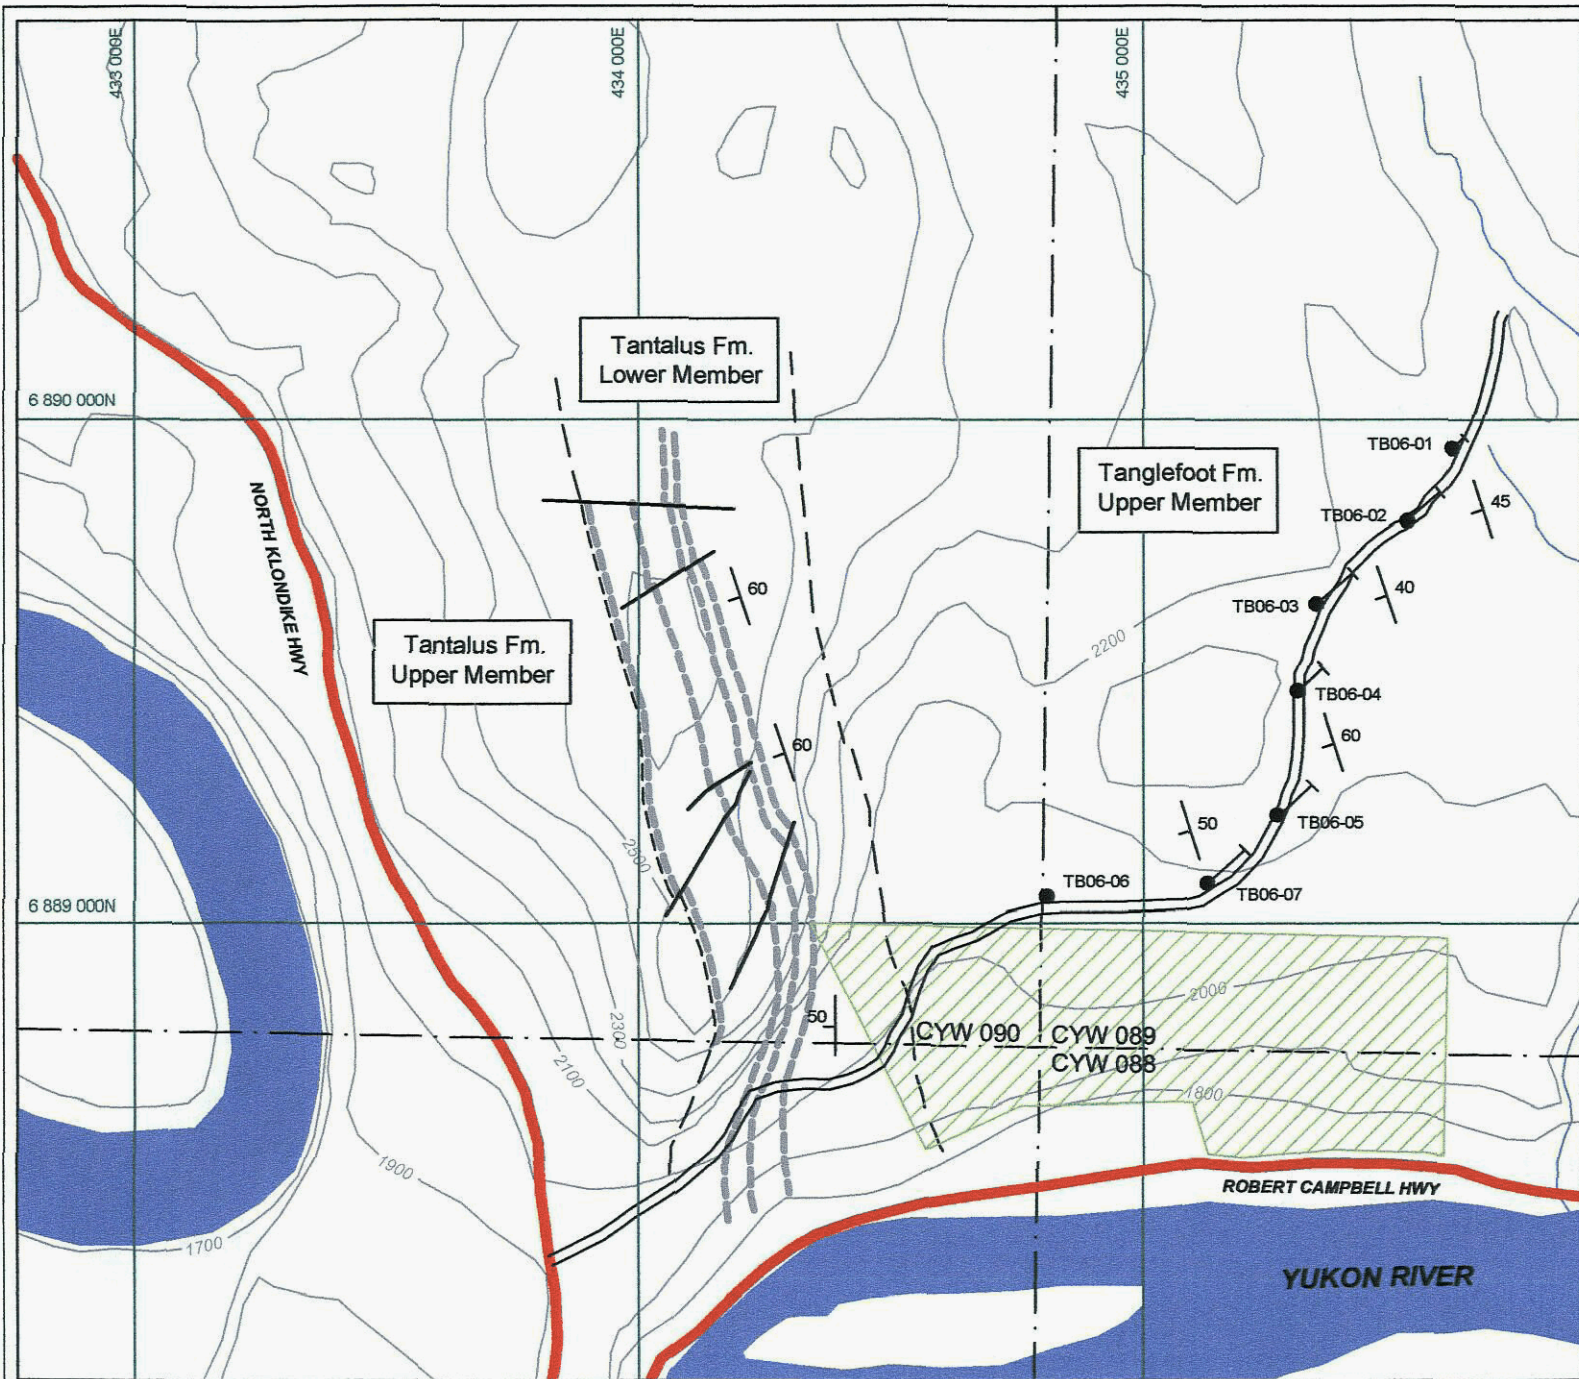 433 000E
434 000E
435 000E
Tantalus Fm.
Lower Member
6 890 000N
TB06-01
Tanglefoot Fm.
Upper Member
45
TB06-02
NORTH KLONDIKE HWY
60
40
TB06-03
Tantalus Fm.
Upper Member
2200
TB06-04
60
60
50
TB06-05
2500
TB06-06
TB06-07
6 889 000N
2000
50
2300
CYW 090
CYW 089
CYW 088
2100
1800
1900
ROBERT CAMPBELL HWY
1700
YUKON RIVER